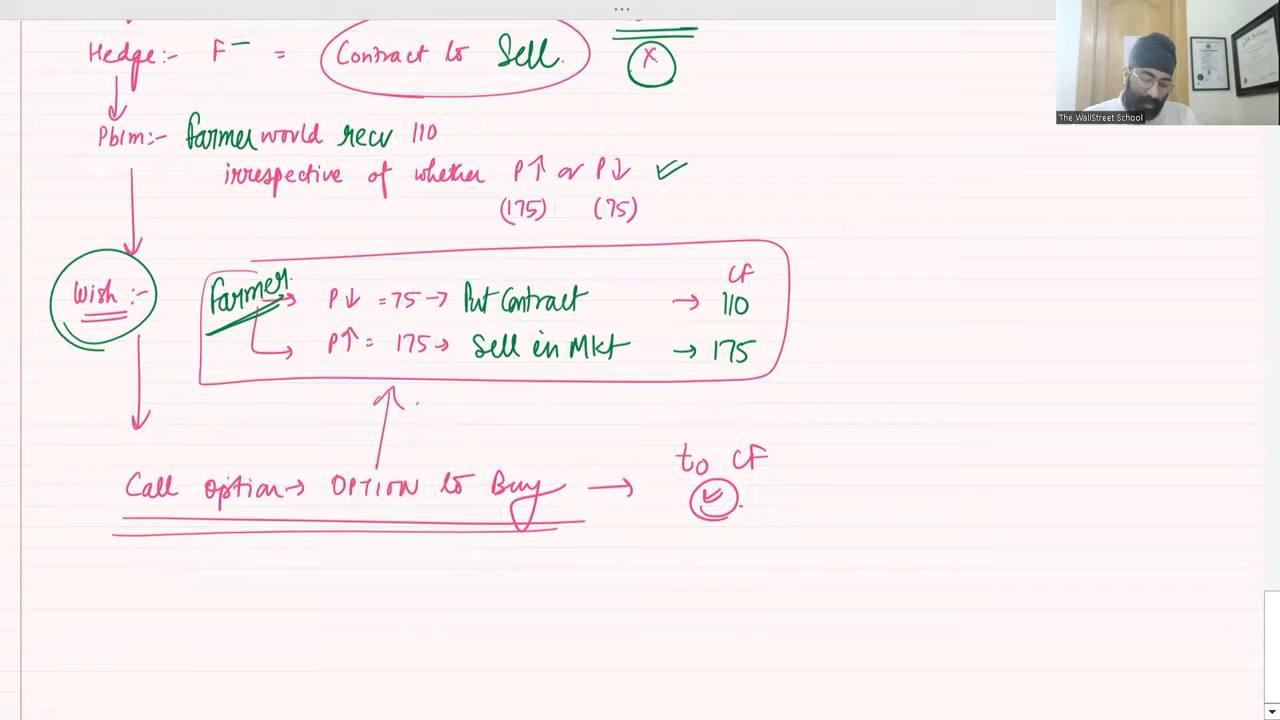 Hedge:- F– = Contract to Sell. X
Pblm:- farmer would recv 110
irrespective of whether P↑ or P↓ ✓
(175) (75)
CF
Wish:- Farmer. → P↓ = 75 → Put Contract → 110
P↑ = 175 → Sell in Mkt → 175
t0 CF
Call option → OPTION to Buy → ✓
The WallStreet School